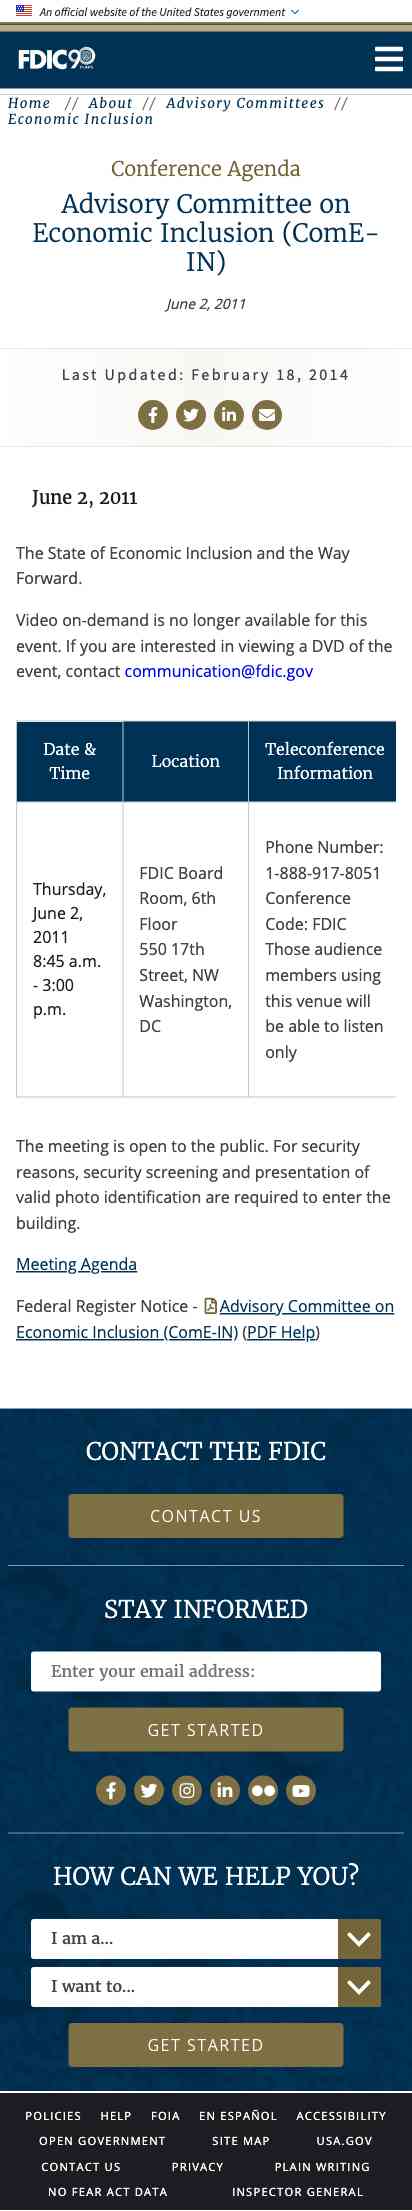 An official website of the United States government
FDIC90
YEARS
Home // About // Advisory Committees //
Economic Inclusion
Conference Agenda
Advisory Committee on
Economic Inclusion (ComE-
IN)
June 2, 2011
Last Updated: February 18, 2014
June 2, 2011
The State of Economic Inclusion and the Way
Forward.
Video on-demand is no longer available for this
event. If you are interested in viewing a DVD of the
event, contact communication@fdic.gov
Date &
Time
Location
Teleconference
Information
Thursday,
June 2,
2011
8:45 a.m.
- 3:00
p.m.
FDIC Board
Room, 6th
Floor
550 17th
Street, NW
Washington,
DC
Phone Number:
1-888-917-8051
Conference
Code: FDIC
Those audience
members using
this venue will
be able to listen
only
The meeting is open to the public. For security
reasons, security screening and presentation of
valid photo identification are required to enter the
building.
Meeting Agenda
Federal Register Notice - Advisory Committee on
Economic Inclusion (ComE-IN) (PDF Help)
CONTACT THE FDIC
CONTACT US
STAY INFORMED
Enter your email address:
GET STARTED
HOW CAN WE HELP YOU?
I am a...
I want to...
GET STARTED
POLICIES HELP FOIA EN ESPAÑOL ACCESSIBILITY
OPEN GOVERNMENT SITE MAP USA.GOV
CONTACT US PRIVACY PLAIN WRITING
NO FEAR ACT DATA INSPECTOR GENERAL